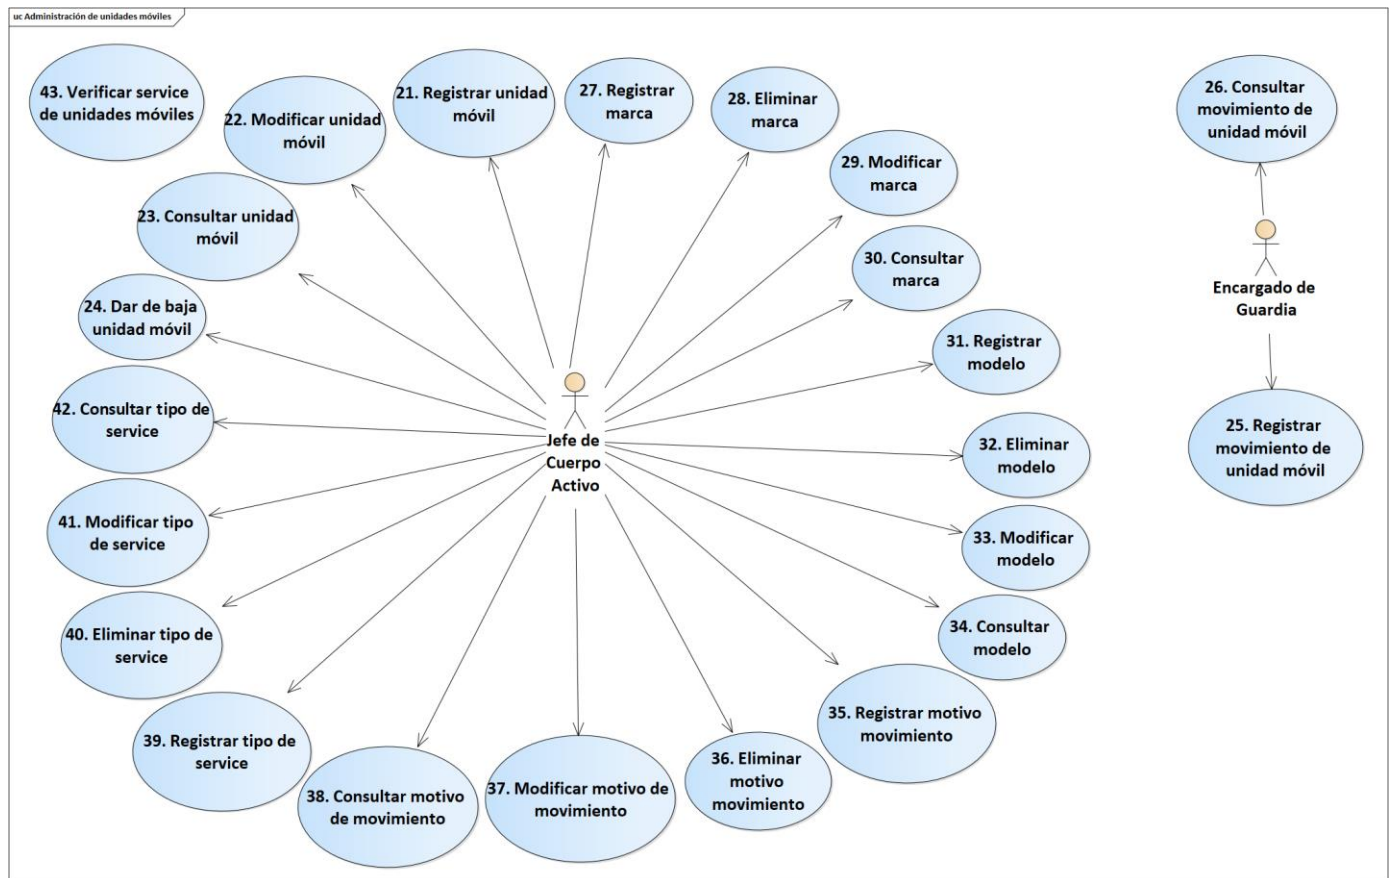 uc Administración de unidades móviles
43. Verificar service
de unidades móviles
22. Modificar unidad
móvil
21. Registrar unidad
móvil
27. Registrar
marca
28. Eliminar
marca
29. Modificar
marca
30. Consultar
marca
31. Registrar
modelo
32. Eliminar
modelo
33. Modificar
modelo
34. Consultar
modelo
35. Registrar motivo
movimiento
36. Eliminar
motivo
movimiento
37. Modificar motivo de
movimiento
38. Consultar motivo
de movimiento
39. Registrar tipo de
service
40. Eliminar tipo de
service
41. Modificar tipo
de service
42. Consultar tipo de
service
24. Dar de baja
unidad móvil
23. Consultar unidad
móvil
Jefe de
Cuerpo
Activo
26. Consultar
movimiento de
unidad móvil
Encargado de
Guardia
25. Registrar
movimiento de
unidad móvil